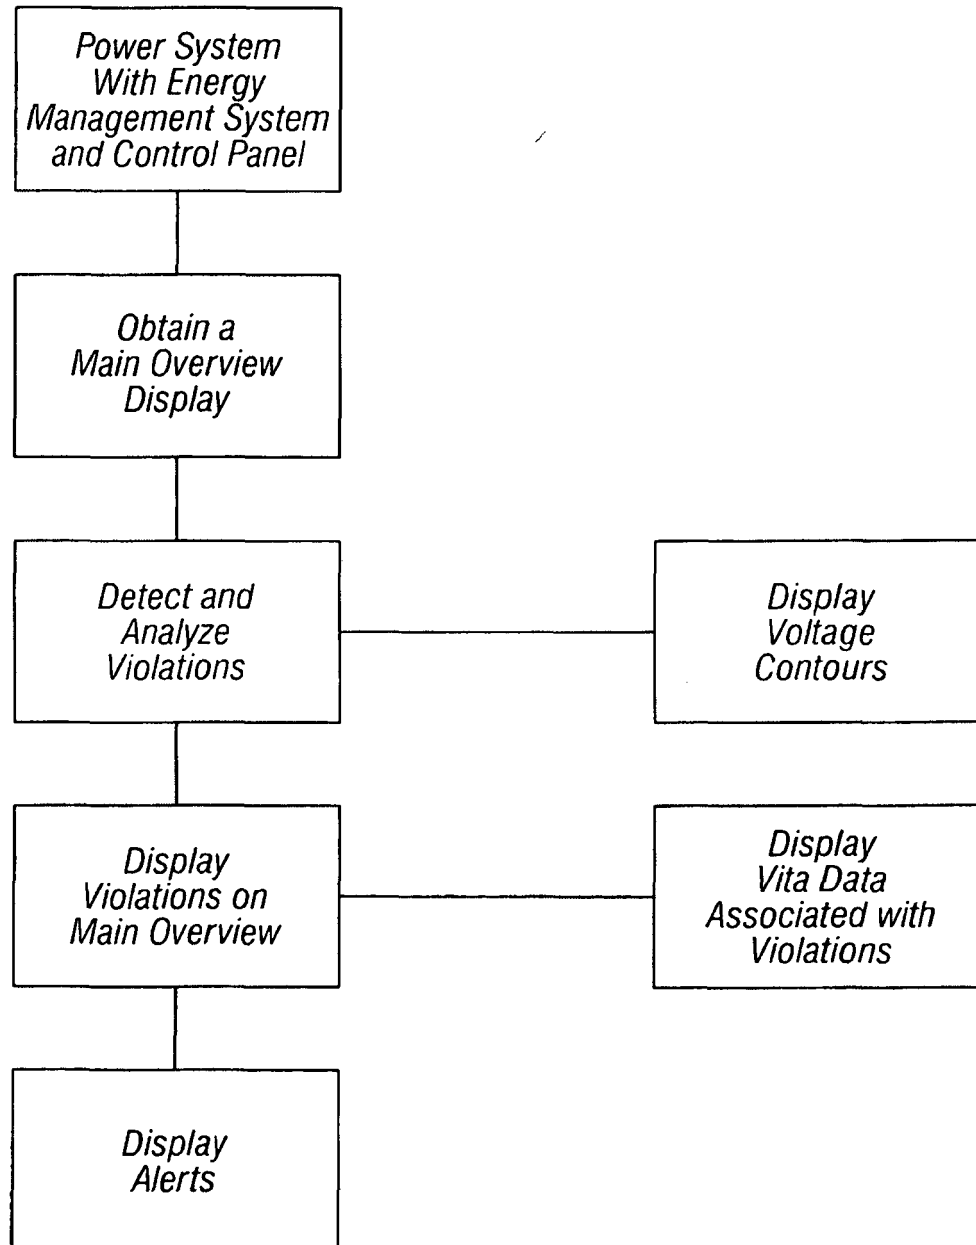 Power System
With Energy
Management System
and Control Panel
Obtain a
Main Overview
Display
Detect and
Analyze
Violations
Display
Voltage
Contours
Display
Violations on
Main Overview
Display
Vita Data
Associated with
Violations
Display
Alerts